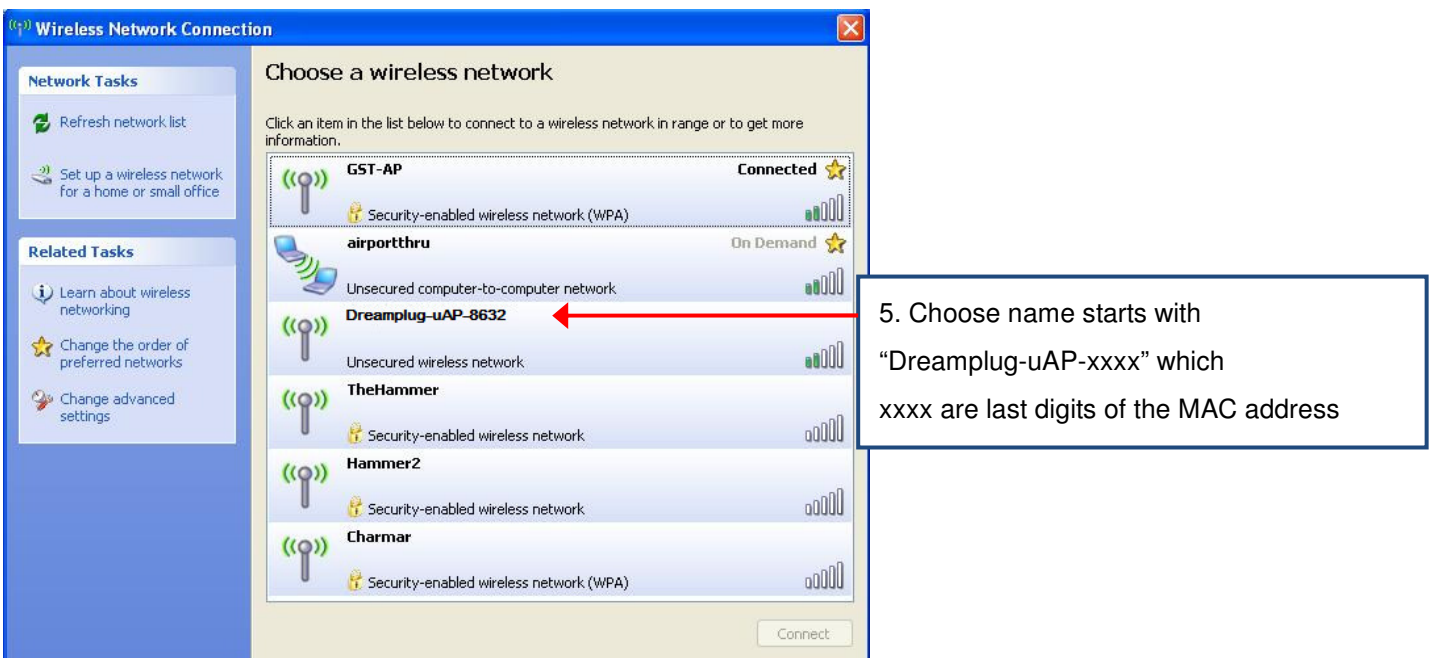 Wireless Network Connection
Network Tasks
Refresh network list
Set up a wireless network
for a home or small office
Related Tasks
Learn about wireless
networking
Change the order of
preferred networks
Change advanced
settings
Choose a wireless network
Click an item in the list below to connect to a wireless network in range or to get more
information.
GST-AP Connected
Security-enabled wireless network (WPA)
airportthru On Demand
Unsecured computer-to-computer network
Dreamplug-uAP-8632
Unsecured wireless network
TheHammer
Security-enabled wireless network
Hammer2
Security-enabled wireless network
Charmar
Security-enabled wireless network (WPA)
Connect
5. Choose name starts with
“Dreamplug-uAP-xxxx” which
xxxx are last digits of the MAC address